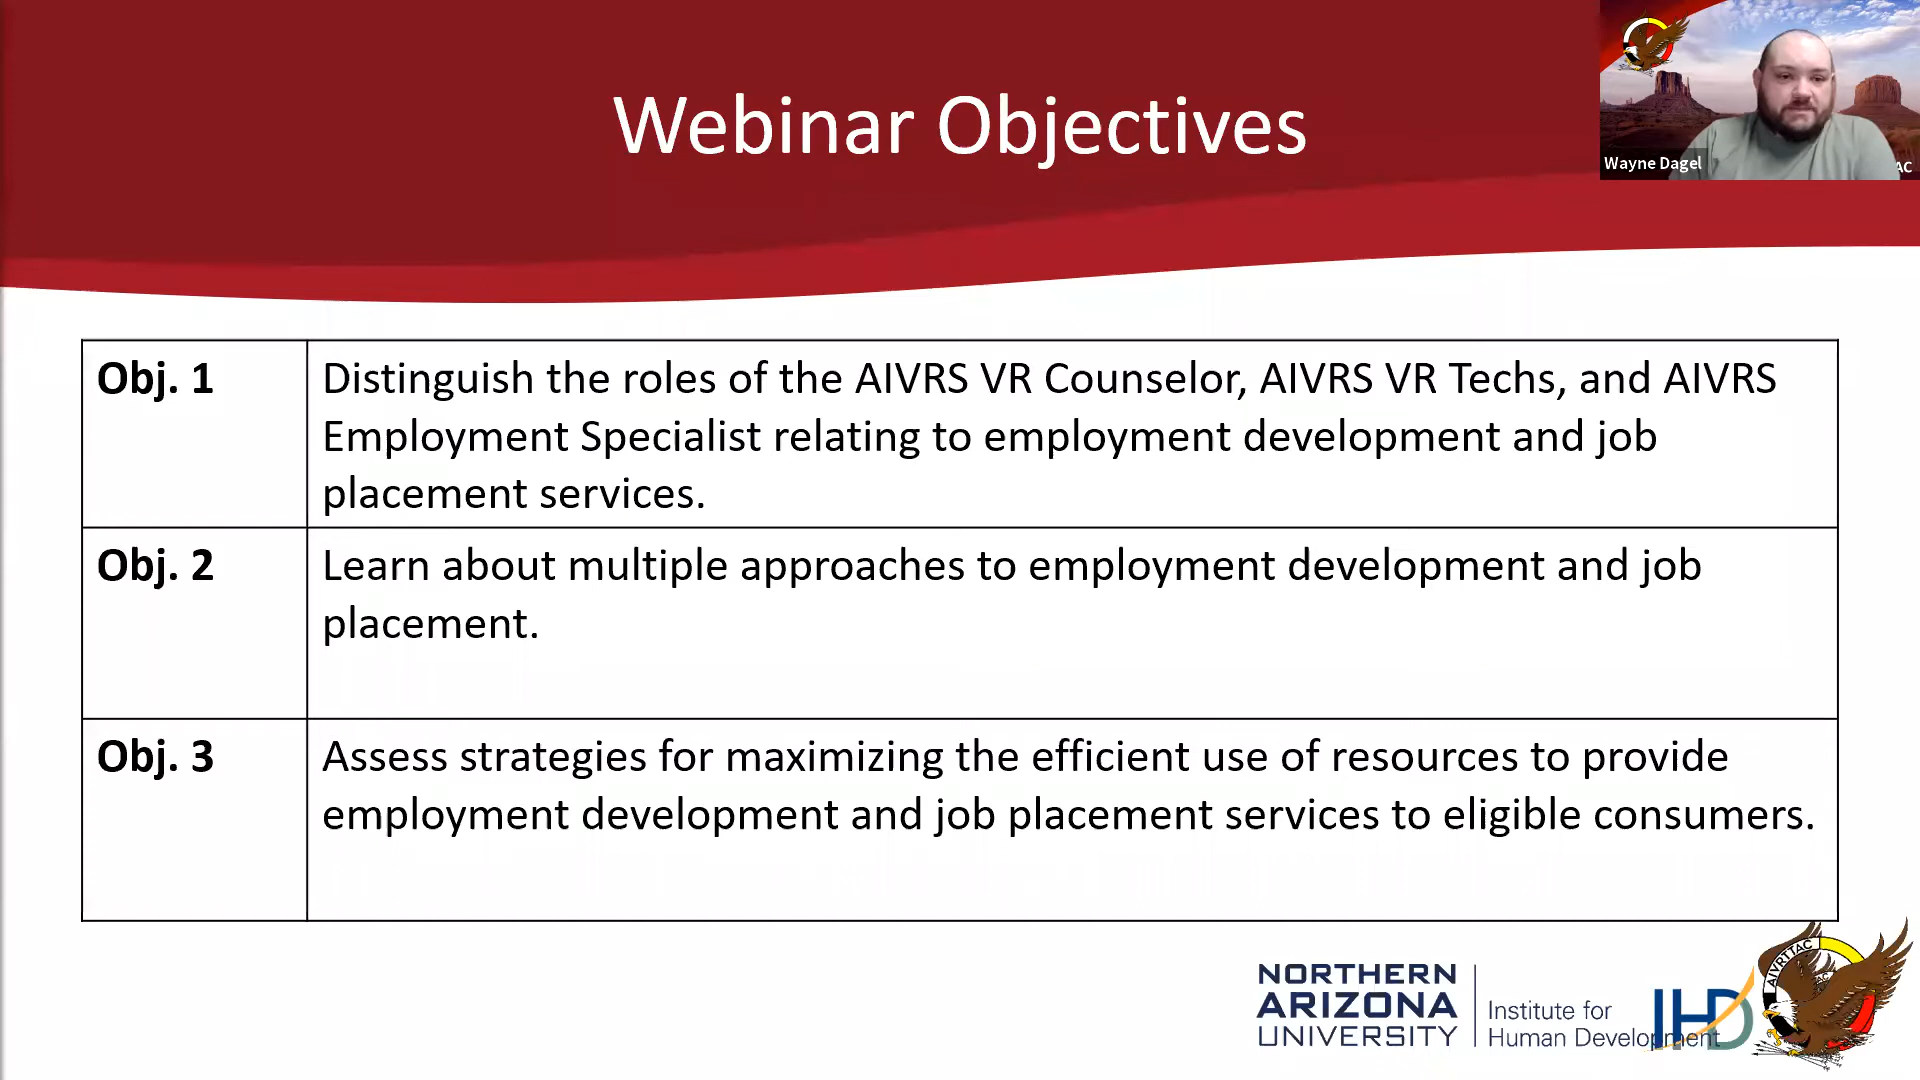 Webinar Objectives
Wayne Dagel
AC
Obj. 1
Distinguish the roles of the AIVRS VR Counselor, AIVRS VR Techs, and AIVRS
Employment Specialist relating to employment development and job
placement services.
Obj. 2
Learn about multiple approaches to employment development and job
placement.
Obj. 3
Assess strategies for maximizing the efficient use of resources to provide
employment development and job placement services to eligible consumers.
NORTHERN
ARIZONA
UNIVERSITY
Institute for
Human Development
IHD
AIVRTTAC